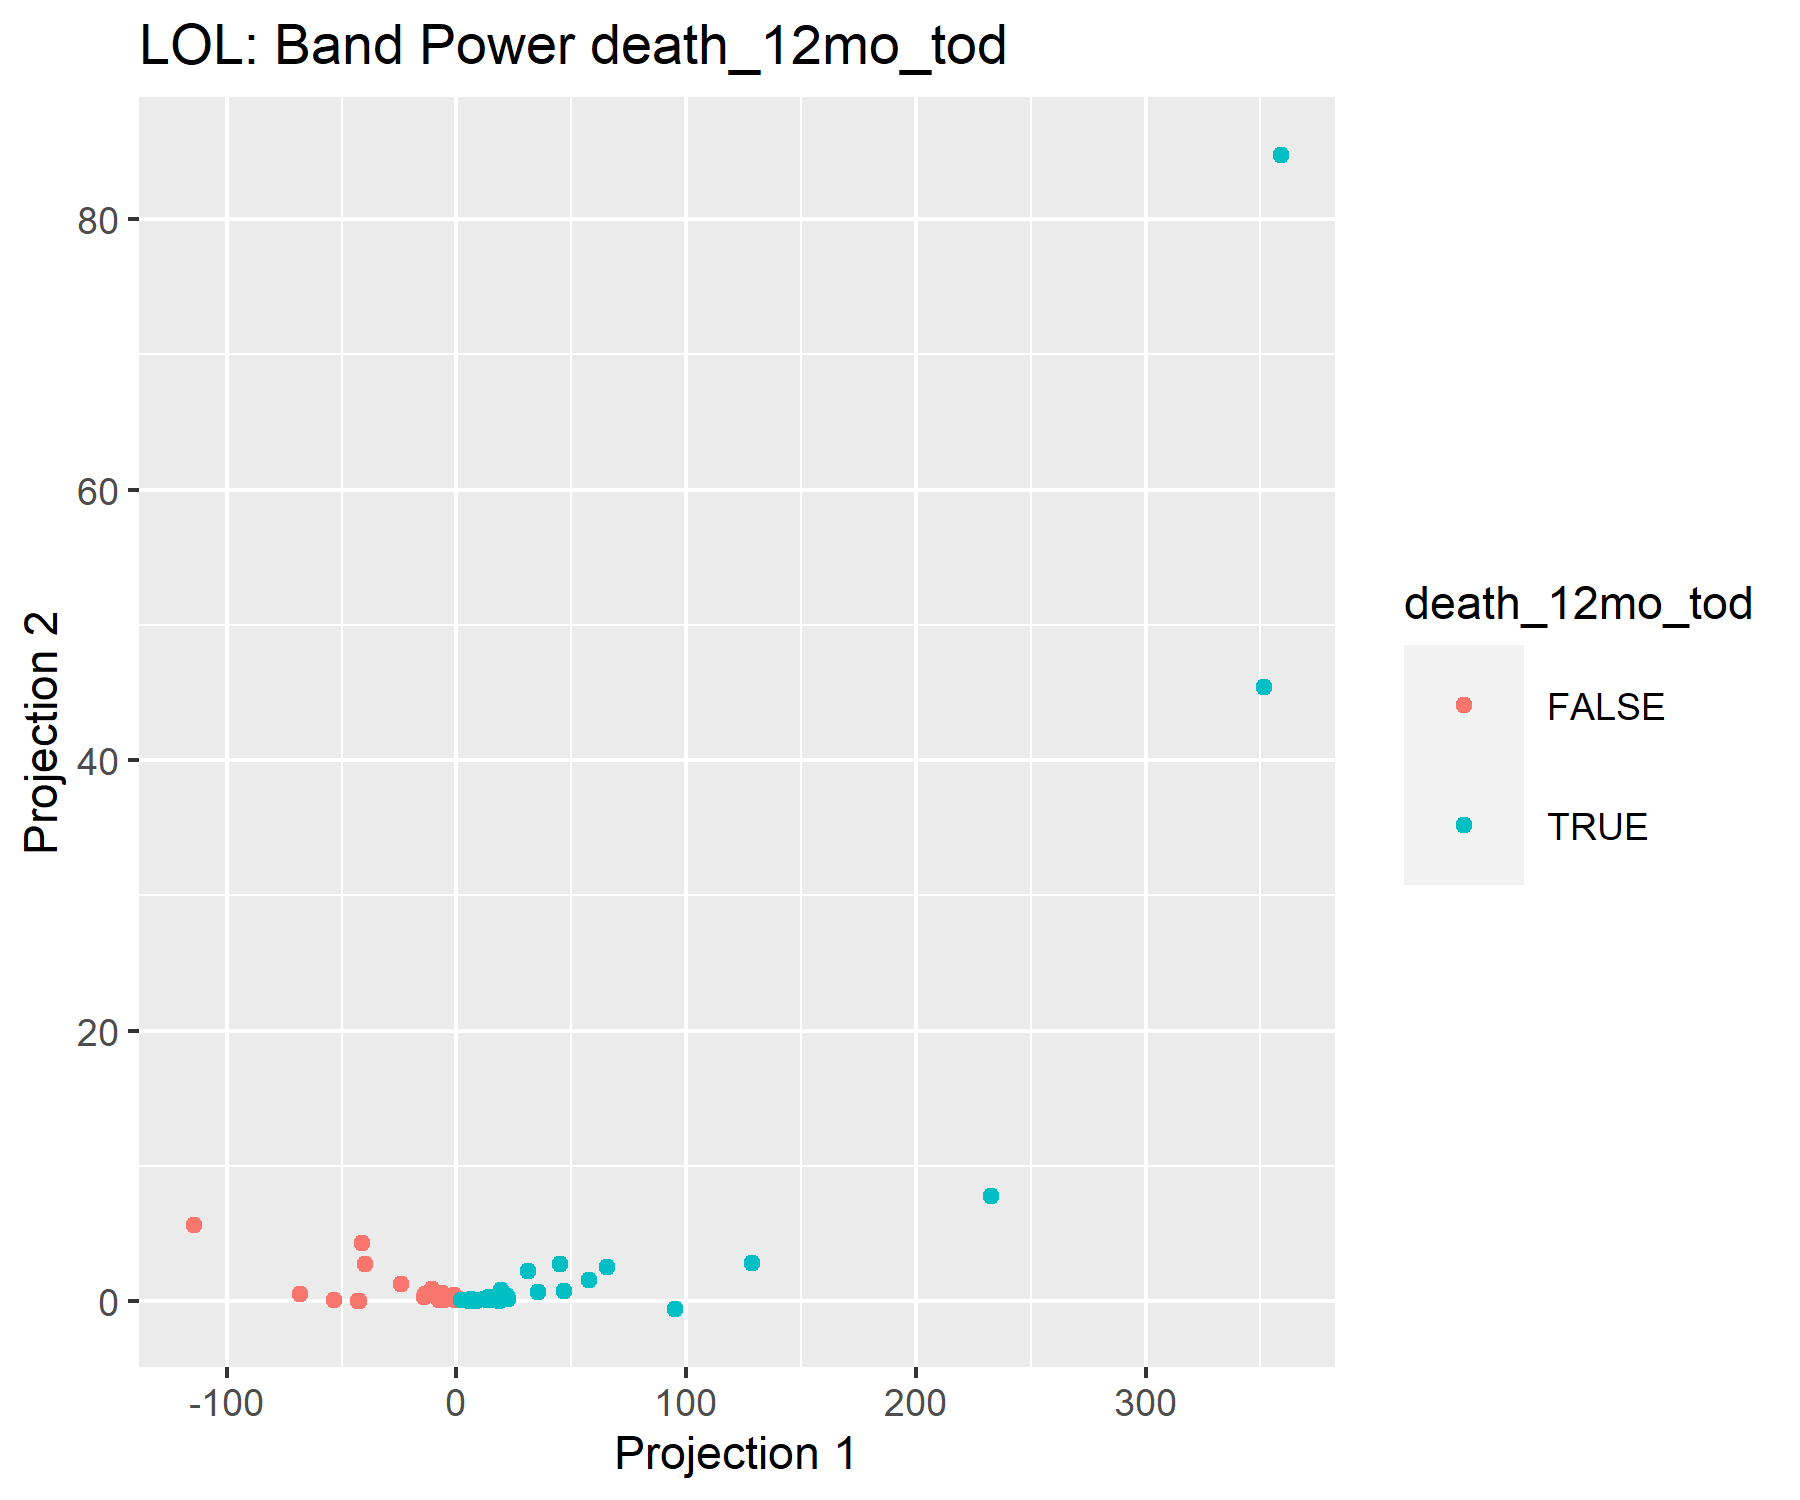 LOL: Band Power death_12mo_tod
80
60
40
20
0
-100 0 100 200 300
Projection 1
Projection 2
death_12mo_tod
FALSE
TRUE